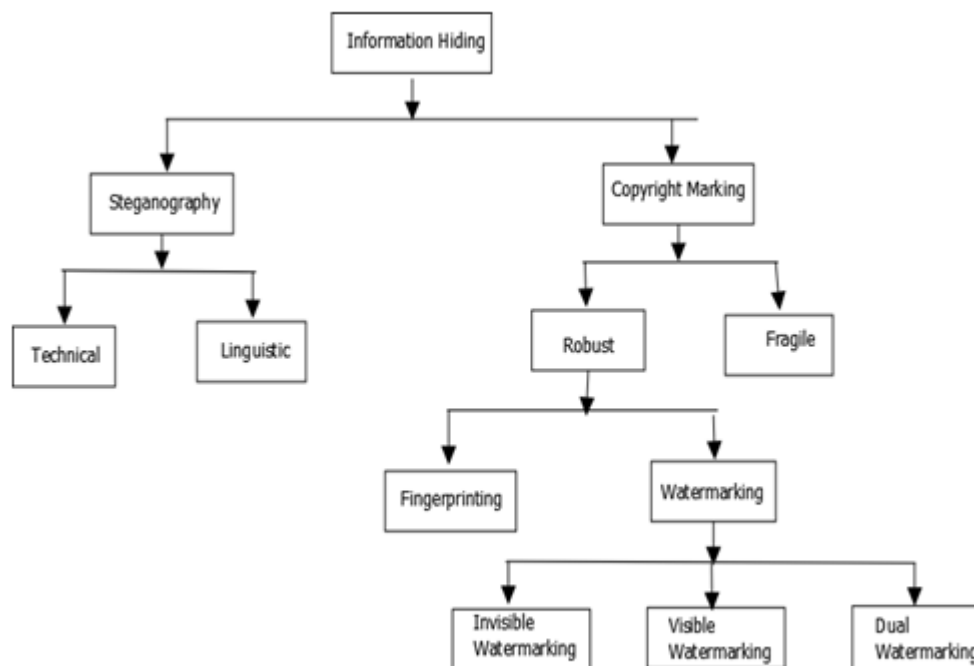 Information Hiding
Steganography
Copyright Marking
Technical
Linguistic
Robust
Fragile
Fingerprinting
Watermarking
Invisible
Watermarking
Visible
Watermarking
Dual
Watermarking